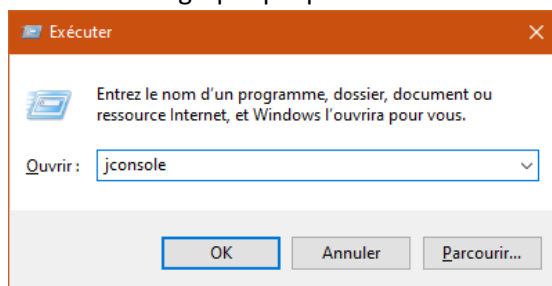 Exécuter
Entrez le nom d'un programme, dossier, document ou
ressource Internet, et Windows l'ouvrira pour vous.
Ouvrir : jconsole
OK Annuler Parcourir...